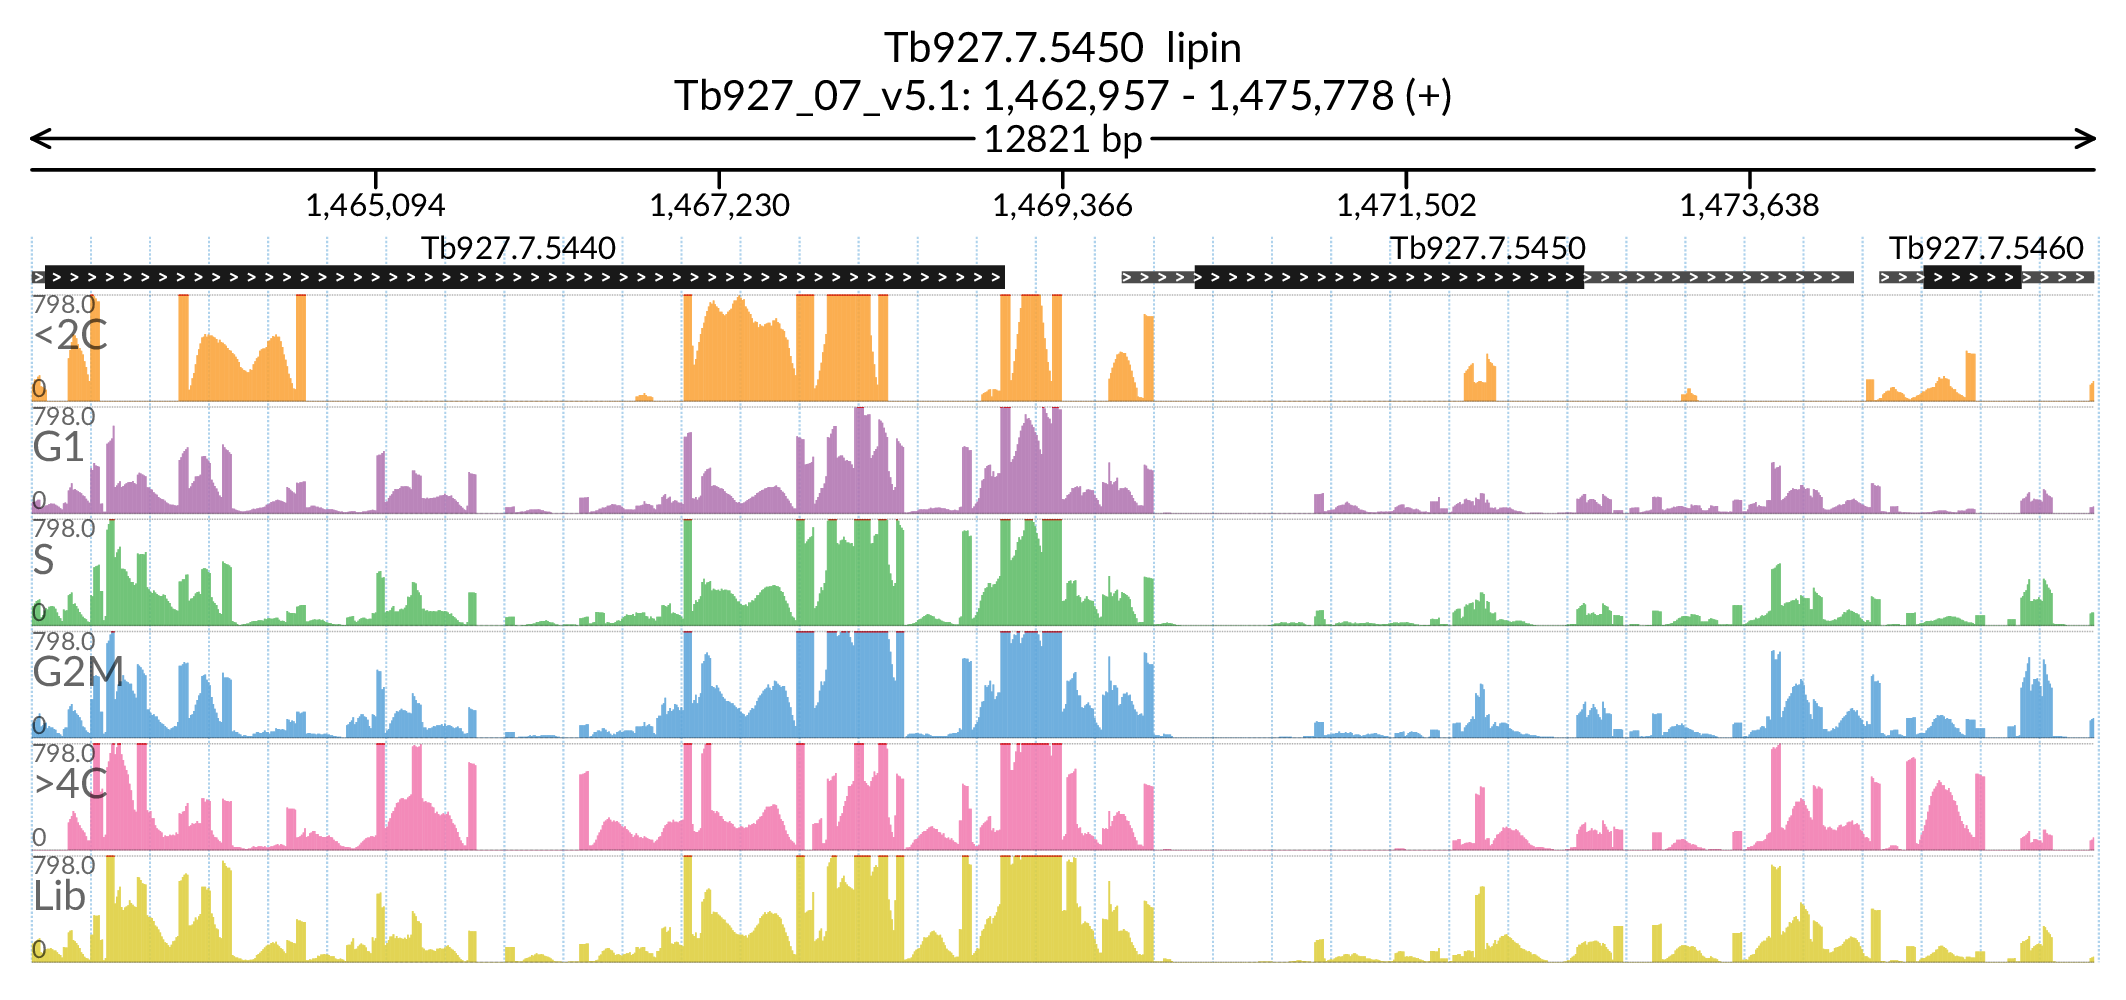 Tb927.7.5450 lipin
Tb927_07_v5.1: 1,462,957 - 1,475,778 (+)
12821 bp
1,465,094 1,467,230 1,469,366 1,471,502 1,473,638
Tb927.7.5440 Tb927.7.5450 Tb927.7.5460
798.0
<2C
0
798.0
G1
0
798.0
S
0
798.0
G2M
0
798.0
>4C
0
798.0
Lib
0